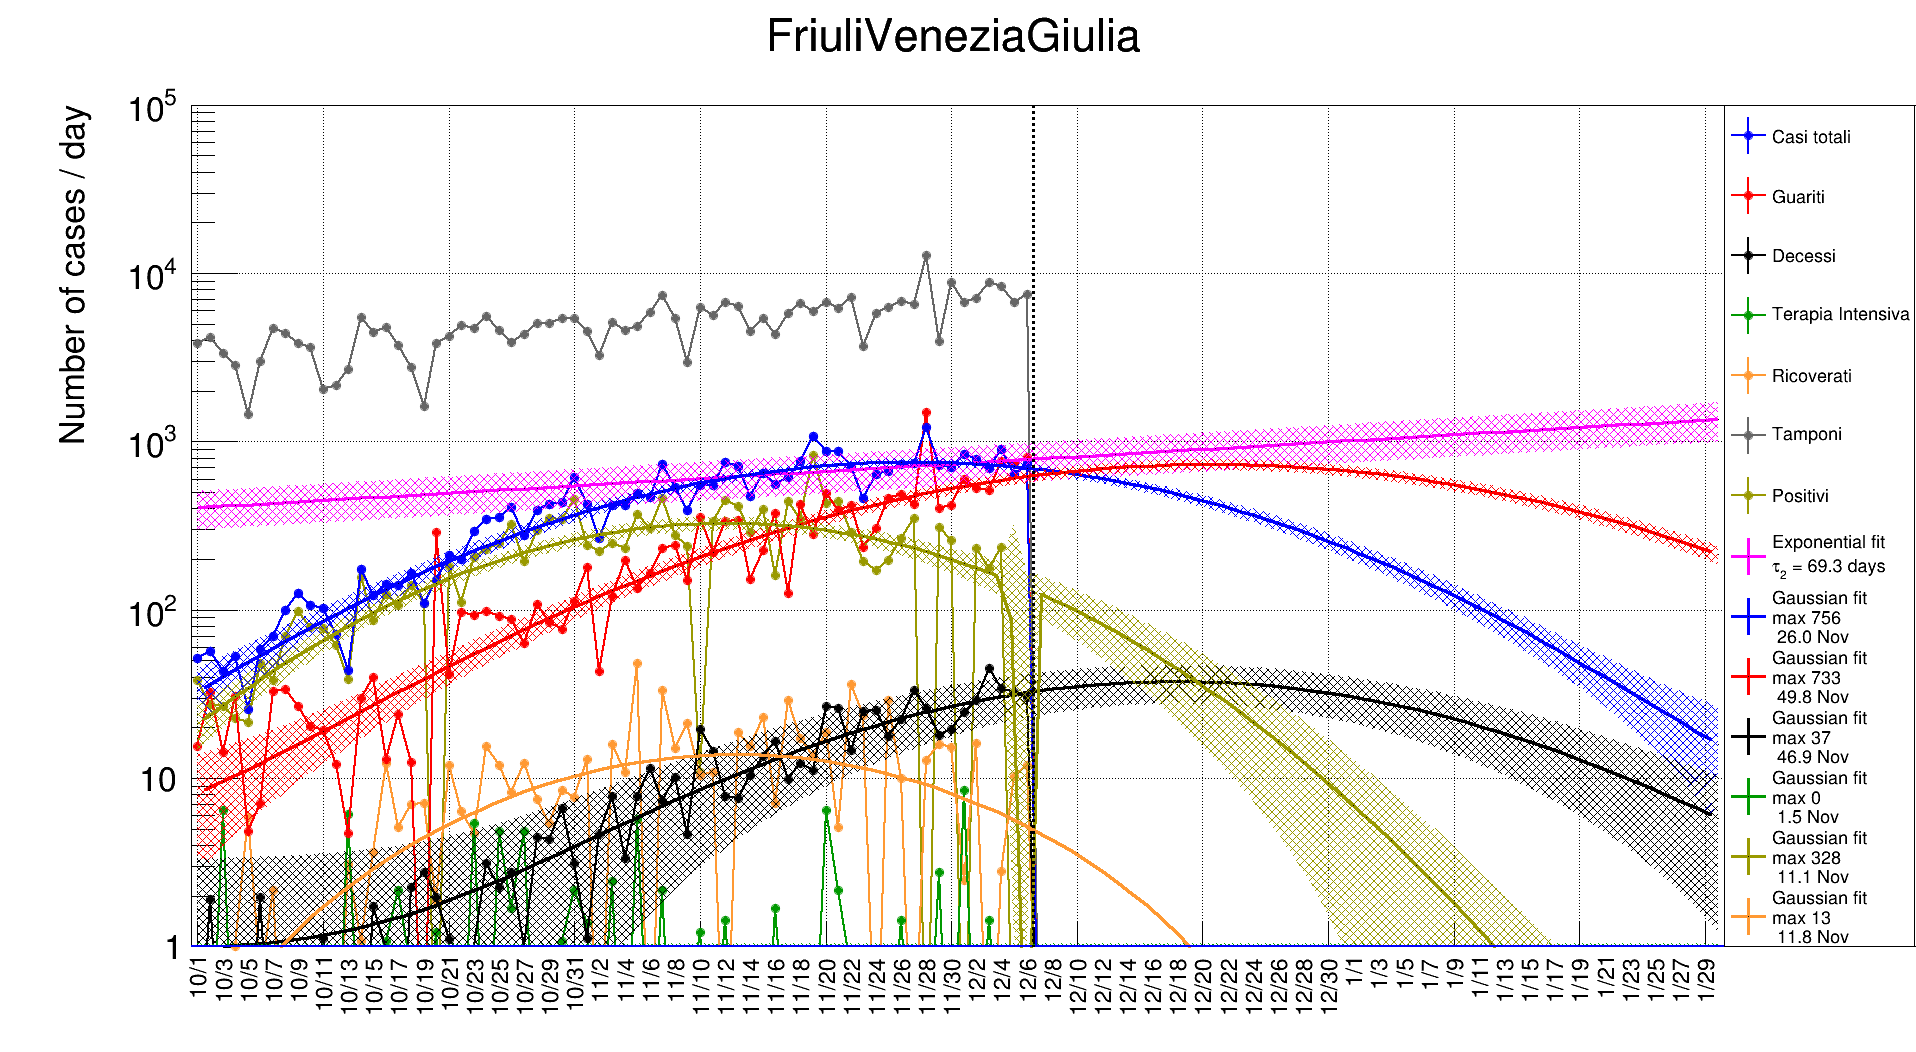 FriuliVeneziaGiulia
Number of cases / day
10^5
10^4
10^3
10^2
10
1
10/1 10/3 10/5 10/7 10/9 10/11 10/13 10/15 10/17 10/19 10/21 10/23 10/25 10/27 10/29 10/31 11/2 11/4 11/6 11/8 11/10 11/12 11/14 11/16 11/18 11/20 11/22 11/24 11/26 11/28 11/30 12/2 12/4 12/6 12/8 12/10 12/12 12/14 12/16 12/18 12/20 12/22 12/24 12/26 12/28 12/30 1/1 1/3 1/5 1/7 1/9 1/11 1/13 1/15 1/17 1/19 1/21 1/23 1/25 1/27 1/29
Casi totali
Guariti
Decessi
Terapia Intensiva
Ricoverati
Tamponi
Positivi
Exponential fit
τ₂ = 69.3 days
Gaussian fit
max 756
26.0 Nov
Gaussian fit
max 733
49.8 Nov
Gaussian fit
max 37
46.9 Nov
Gaussian fit
max 0
1.5 Nov
Gaussian fit
max 328
11.1 Nov
Gaussian fit
max 13
11.8 Nov